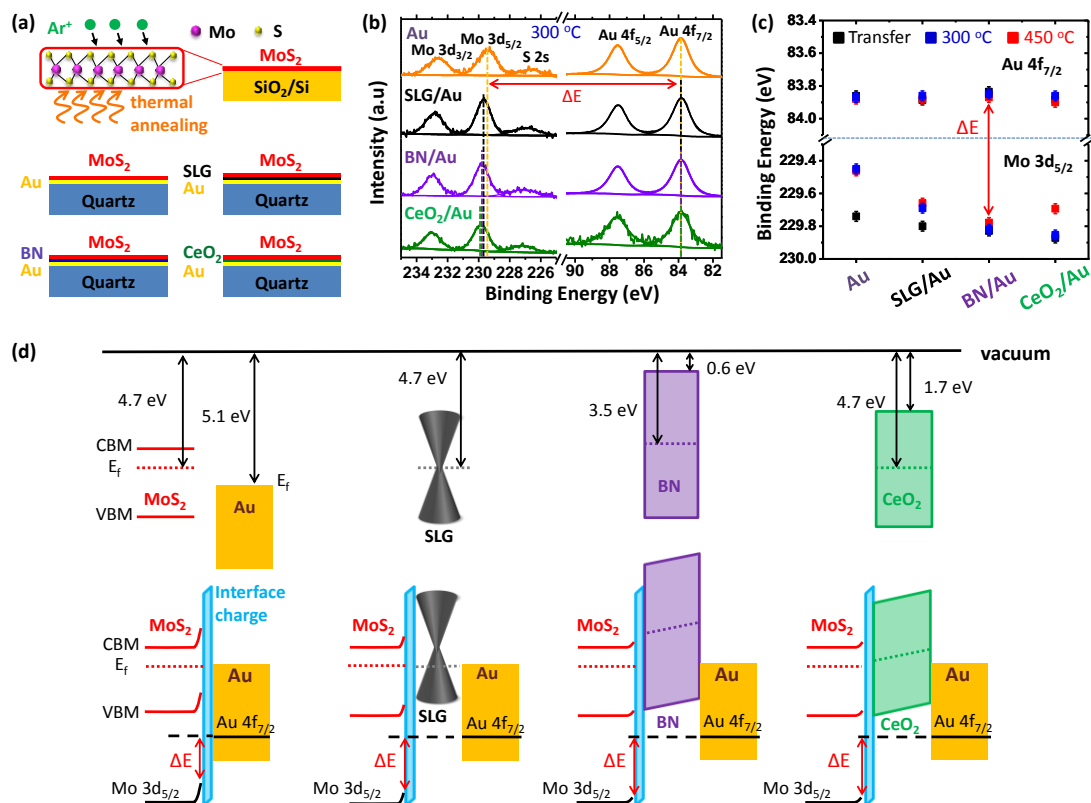 (a)
Ar+
Mo
S
MoS2
SiO2/Si
thermal
annealing
MoS2
Au
Quartz
SLG
MoS2
Au
Quartz
BN
MoS2
Au
Quartz
CeO2
MoS2
Au
Quartz
(b)
Au
300 °C
Mo 3d3/2
Mo 3d5/2
S 2s
Au 4f5/2
Au 4f7/2
ΔE
SLG/Au
BN/Au
CeO2/Au
Intensity (a.u)
235 230 225 90 85
Binding Energy (eV)
(c)
Transfer 300 °C 450 °C
Au 4f7/2
ΔE
Mo 3d5/2
Binding Energy (eV)
83.4
83.6
83.8
84.0
229.4
229.6
229.8
230.0
Au
SLG/Au
BN/Au
CeO2/Au
(d)
vacuum
4.7 eV
5.1 eV
CBM
Ef
MoS2
VBM
Ef
Au
4.7 eV
SLG
0.6 eV
3.5 eV
BN
1.7 eV
4.7 eV
CeO2
Interface
charge
MoS2
CBM
Ef
VBM
Au
Au 4f7/2
ΔE
Mo 3d5/2
MoS2
SLG
Au
Au 4f7/2
ΔE
Mo 3d5/2
MoS2
BN
Au
Au 4f7/2
ΔE
Mo 3d5/2
MoS2
CeO2
Au
Au 4f7/2
ΔE
Mo 3d5/2